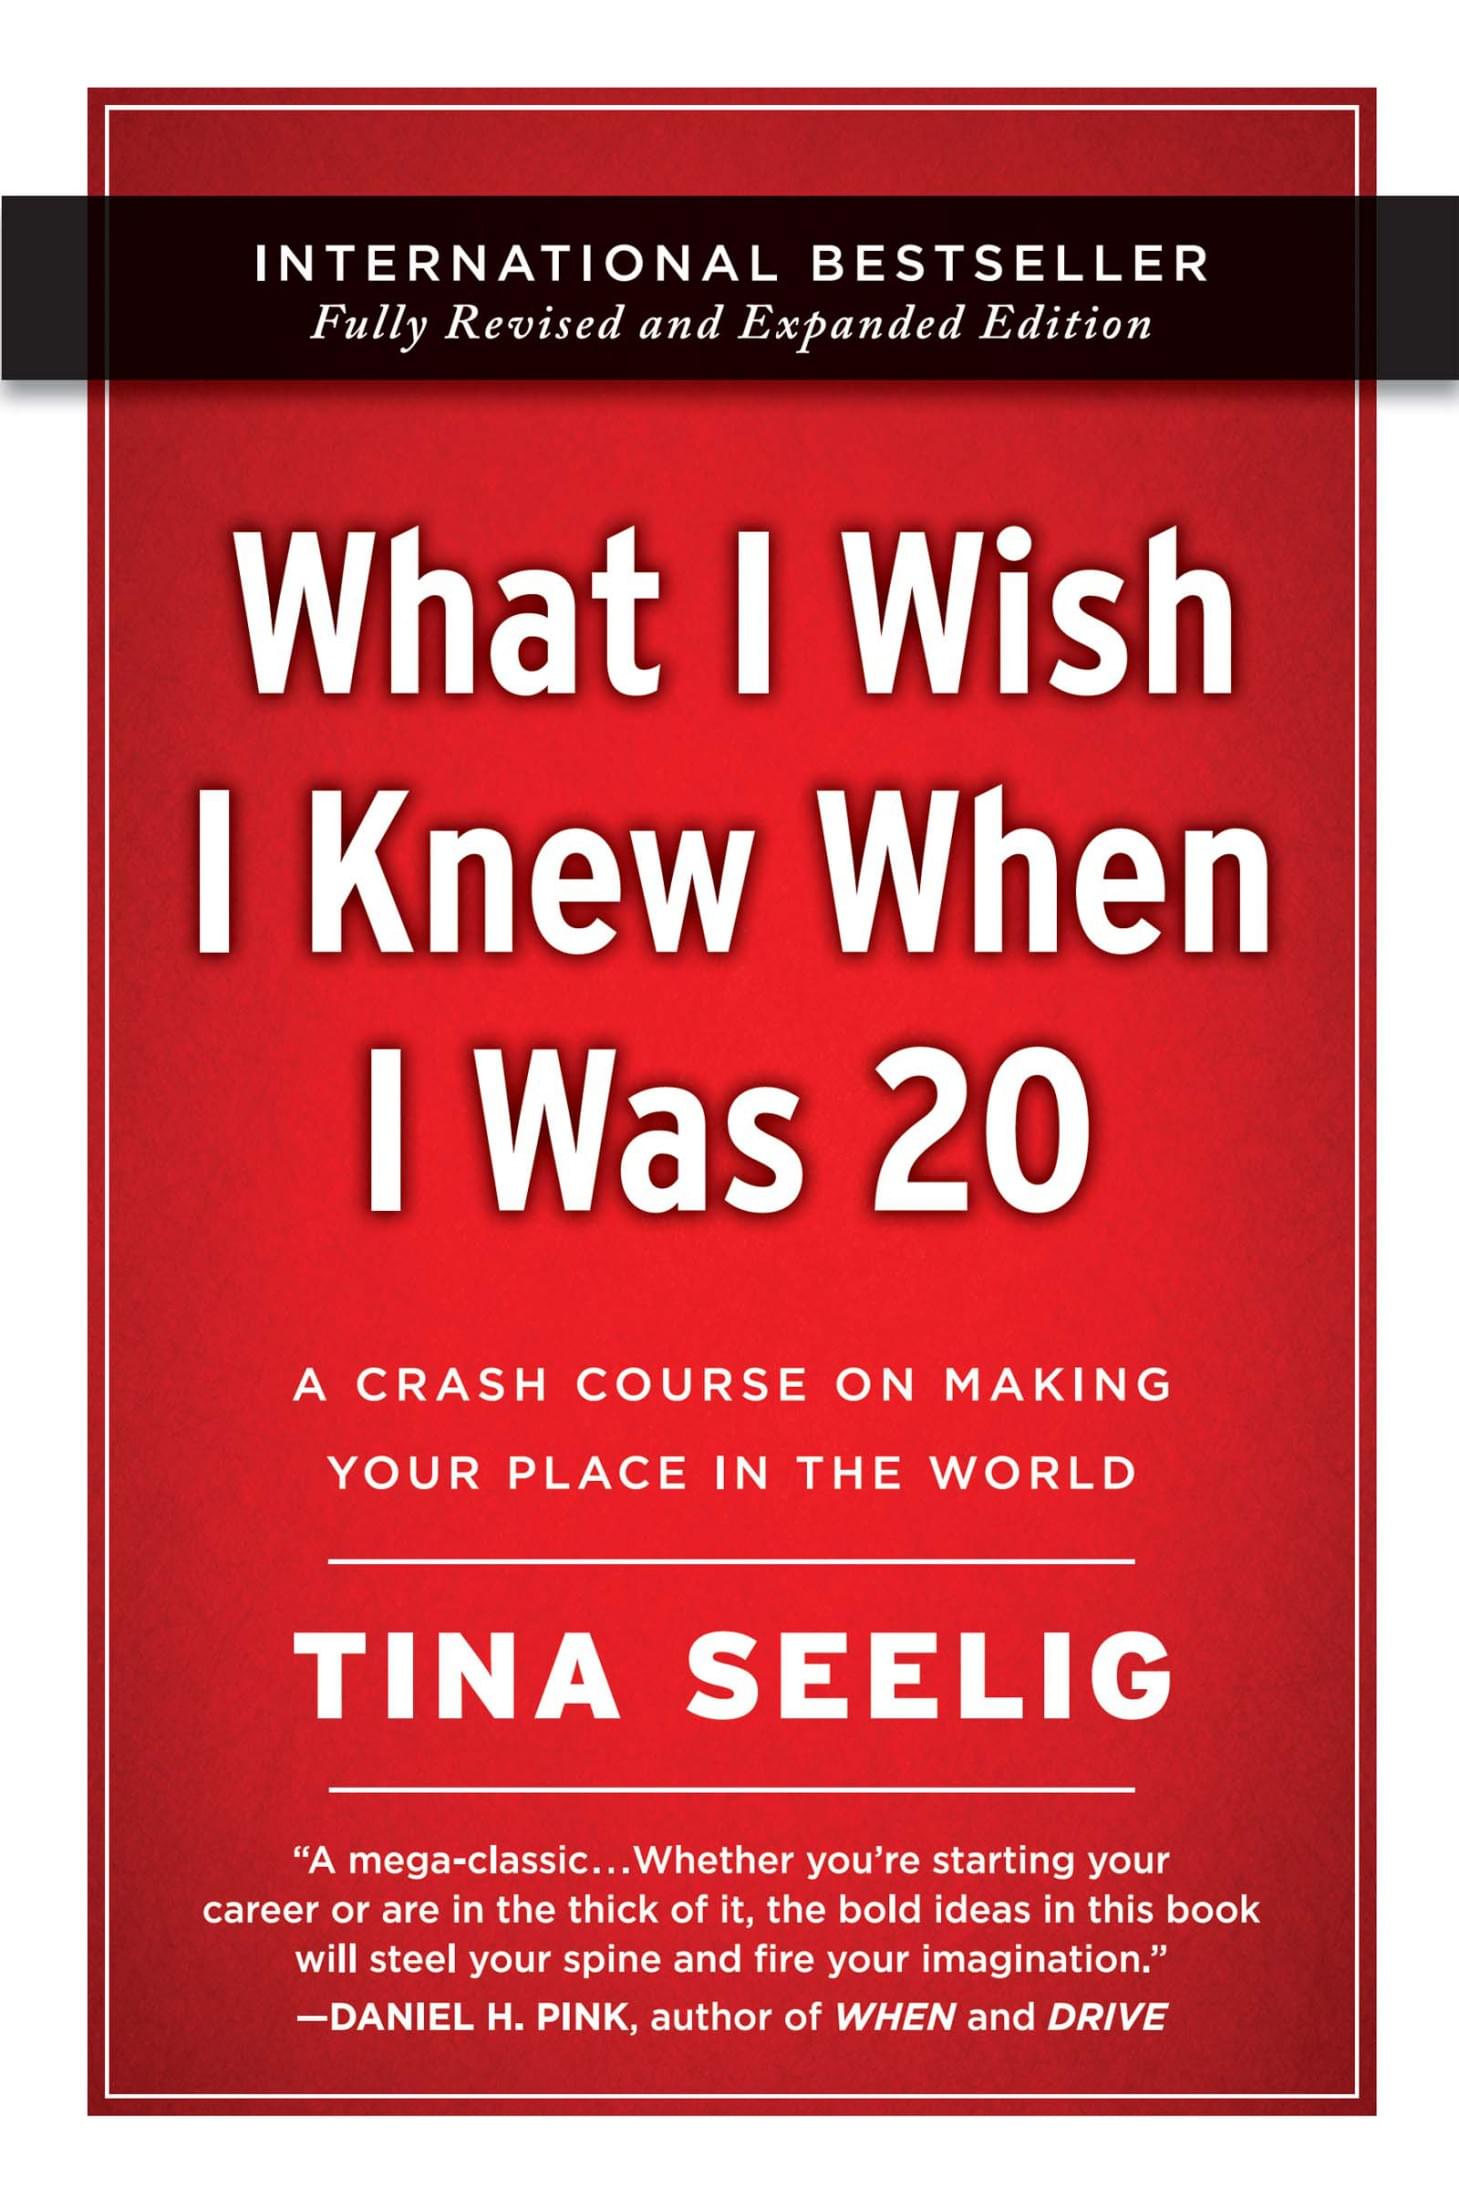 INTERNATIONAL BESTSELLER
Fully Revised and Expanded Edition
What I Wish
I Knew When
I Was 20
A CRASH COURSE ON MAKING
YOUR PLACE IN THE WORLD
TINA SEELIG
“A mega-classic…Whether you’re starting your
career or are in the thick of it, the bold ideas in this book
will steel your spine and fire your imagination.”
—DANIEL H. PINK, author of WHEN and DRIVE